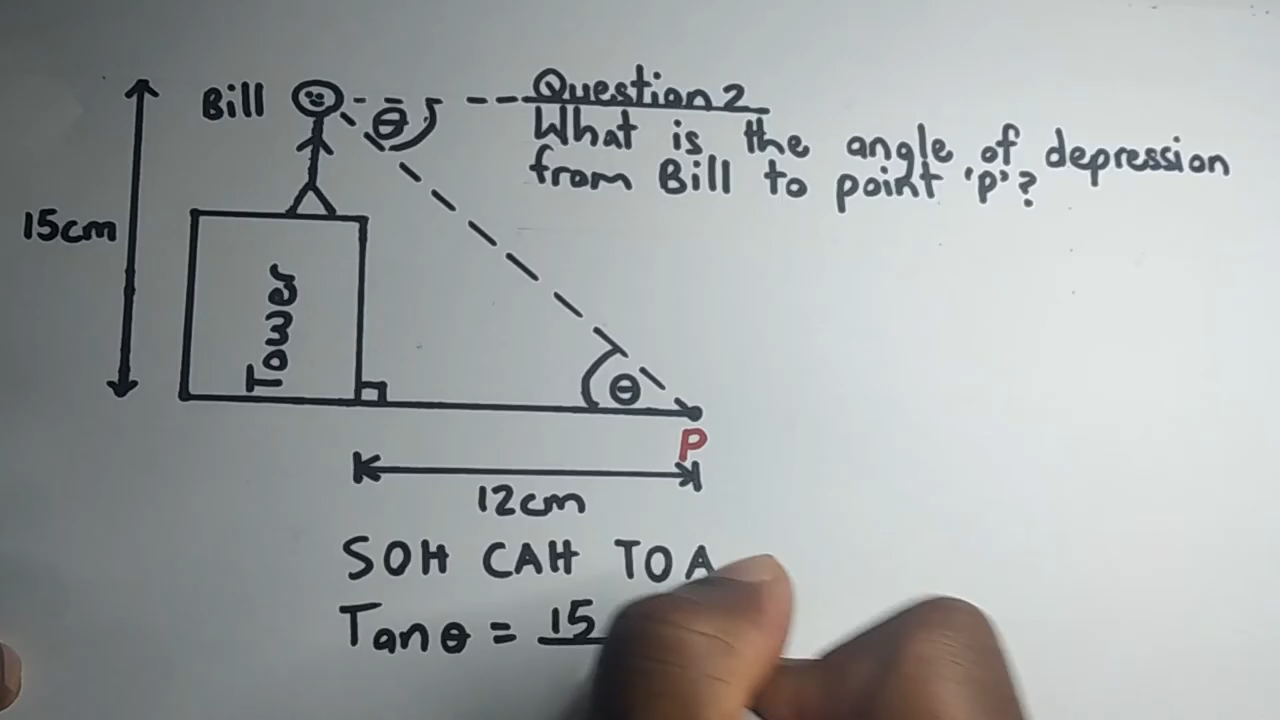 Question 2
What is the angle of depression
from Bill to point 'p'?
Bill
θ
15cm
Tower
θ
P
12cm
SOH CAH TOA
Tanθ = 15